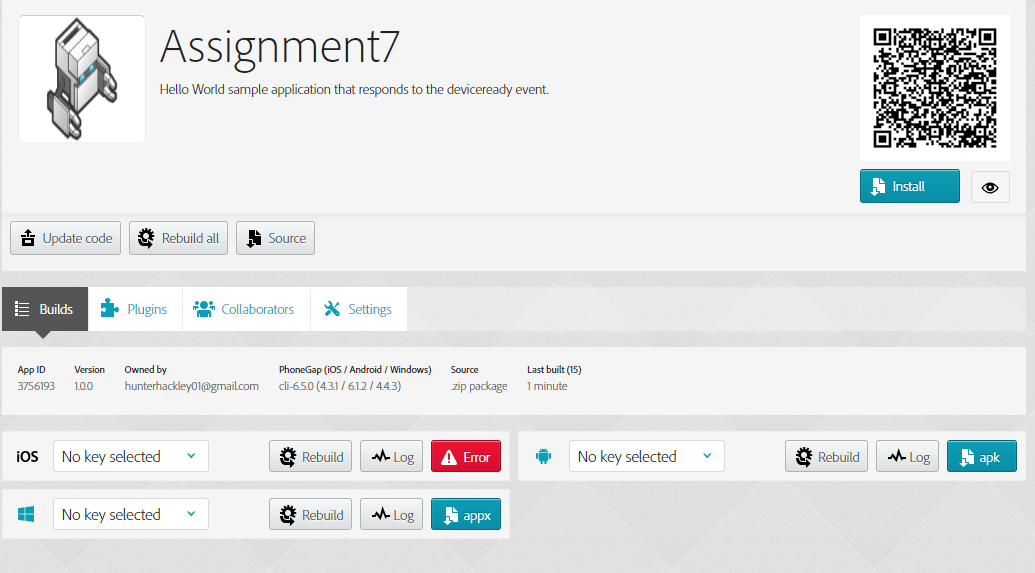 Assignment7
Hello World sample application that responds to the deviceready event.
Install
Update code Rebuild all Source
Builds Plugins Collaborators Settings
App ID Version Owned by PhoneGap (iOS / Android / Windows) Source Last built (15)
3756193 1.0.0 hunterhackley01@gmail.com cli-6.5.0 (4.3.1 / 6.1.2 / 4.4.3) .zip package 1 minute
iOS No key selected Rebuild Log Error No key selected Rebuild Log apk
No key selected Rebuild Log appx